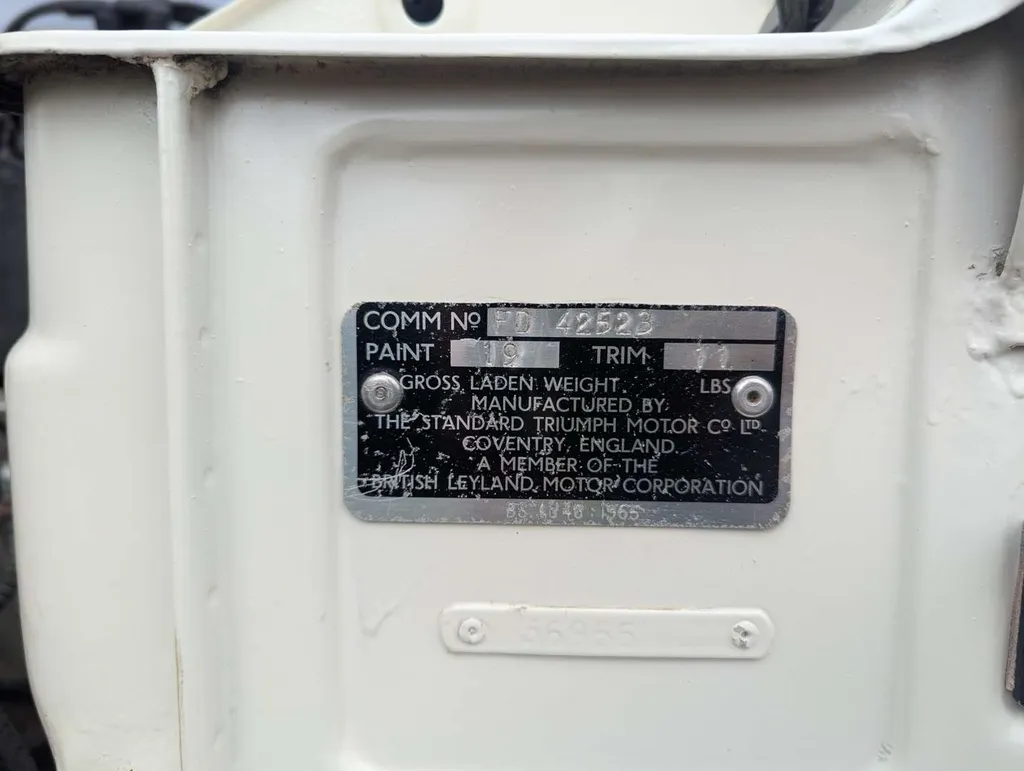 COMM Nº FD 42523
PAINT 19 TRIM 11
GROSS LADEN WEIGHT LBS
MANUFACTURED BY
THE STANDARD TRIUMPH MOTOR Cº LTD
COVENTRY, ENGLAND.
A MEMBER OF THE
BRITISH LEYLAND MOTOR CORPORATION